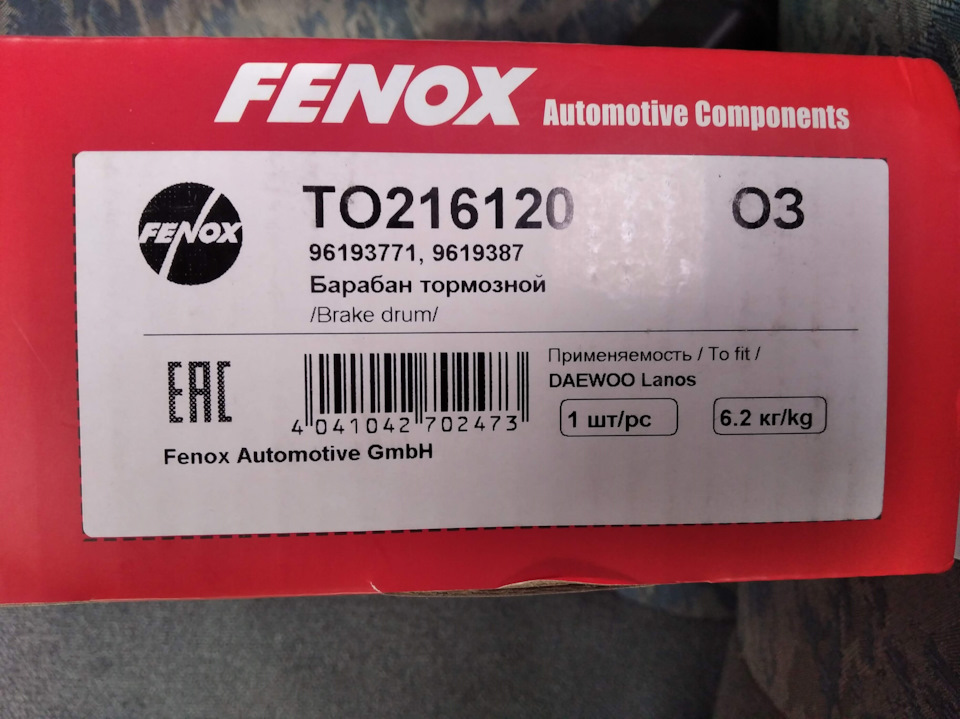 FENOX Automotive Components
FENOX
TO216120 O3
96193771, 9619387
Барабан тормозной
/Brake drum/
EAC
4 041042 702473
Применяемость / To fit /
DAEWOO Lanos
1 шт/pc 6.2 кг/kg
Fenox Automotive GmbH